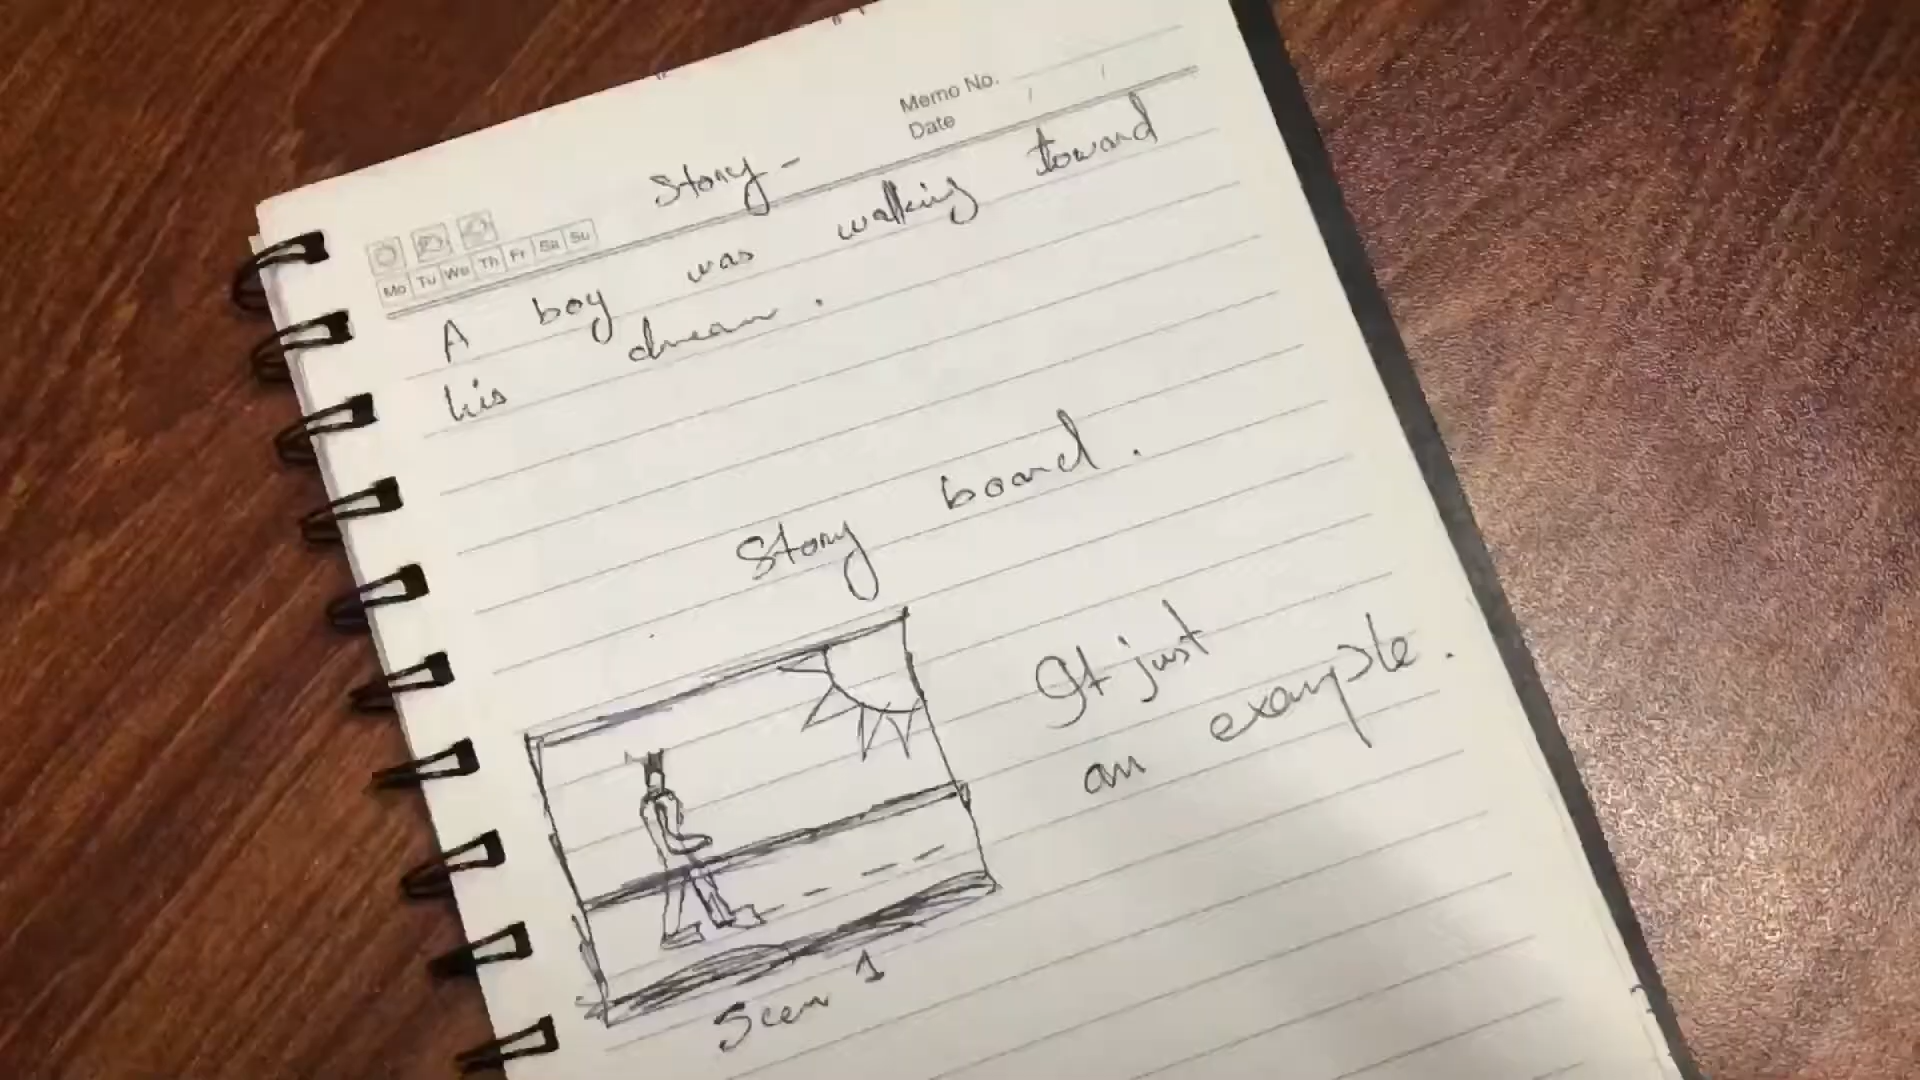 Memo No.
Date
Story -
Mo Tu We Th Fr Sa Su
A boy was walking toward
his dream.
Story board.
It just
an example.
Seen 1